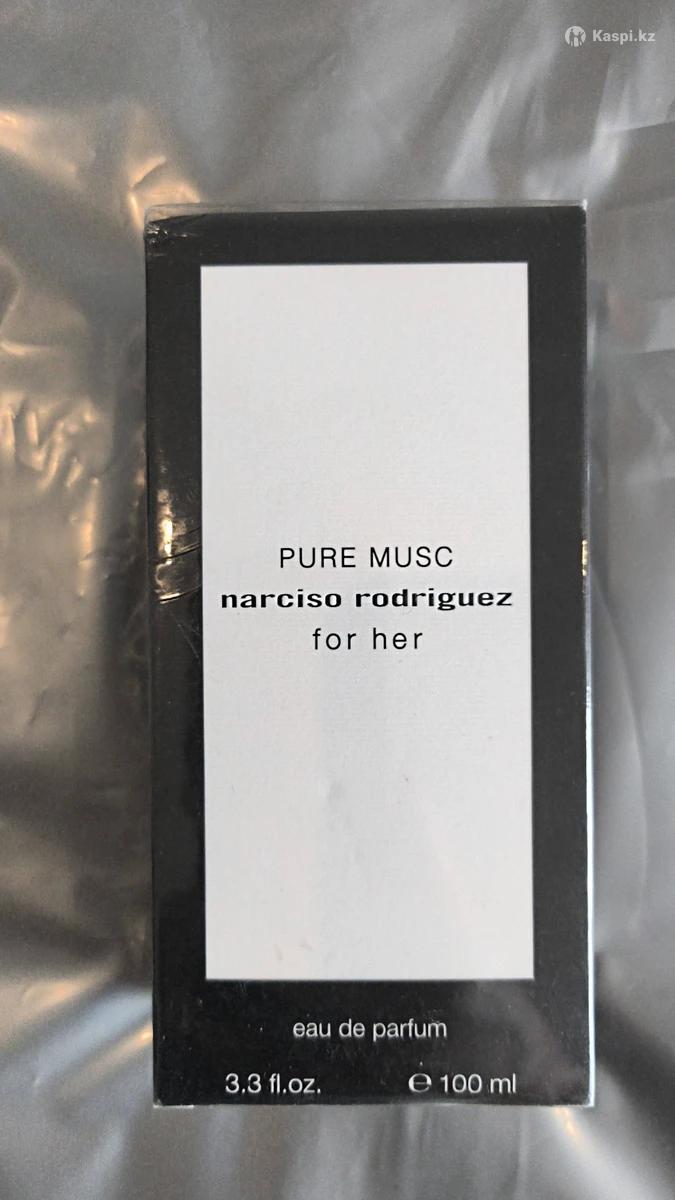 Kaspi.kz
PURE MUSC
narciso rodriguez
for her
eau de parfum
3.3 fl.oz. ℮ 100 ml